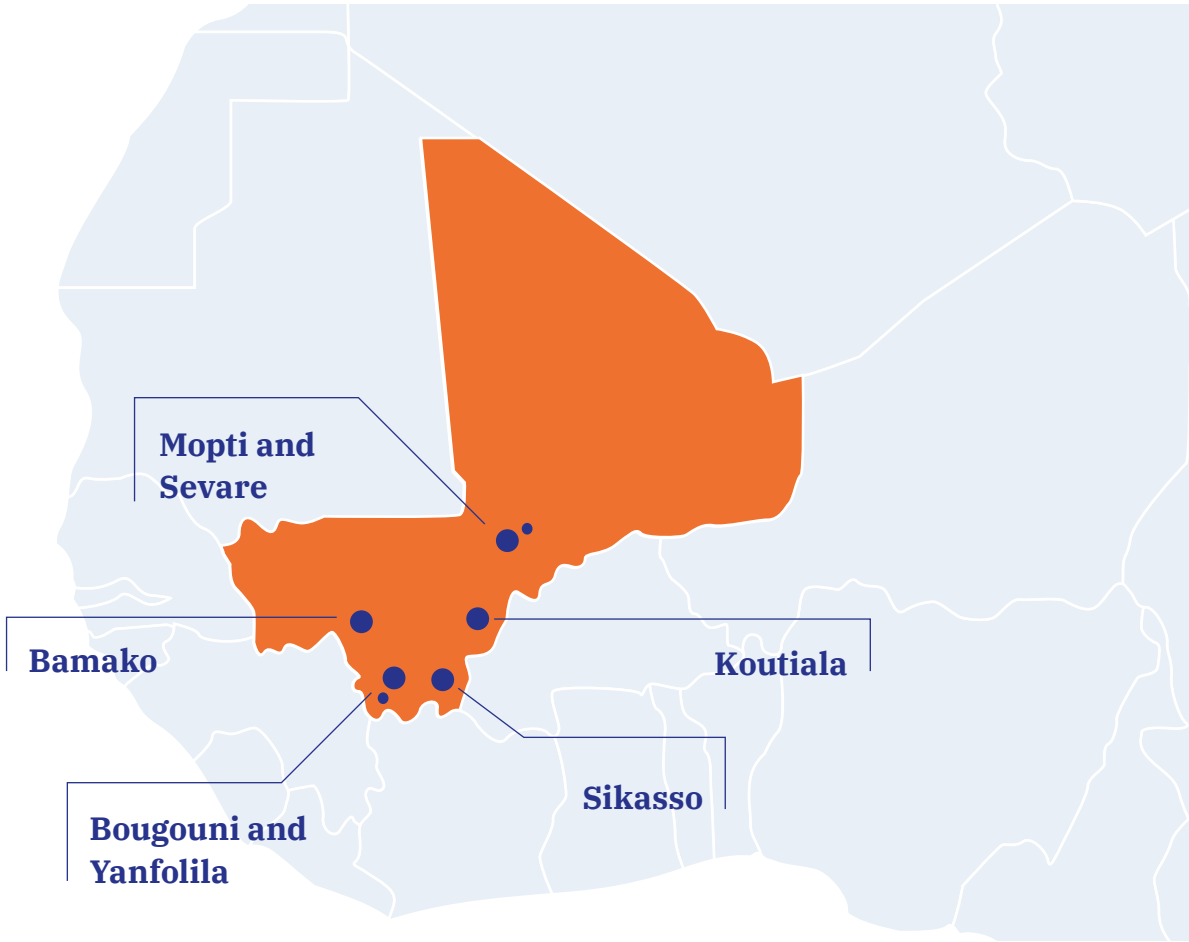 Mopti and
Sevare
Bamako
Koutiala
Sikasso
Bougouni and
Yanfolila